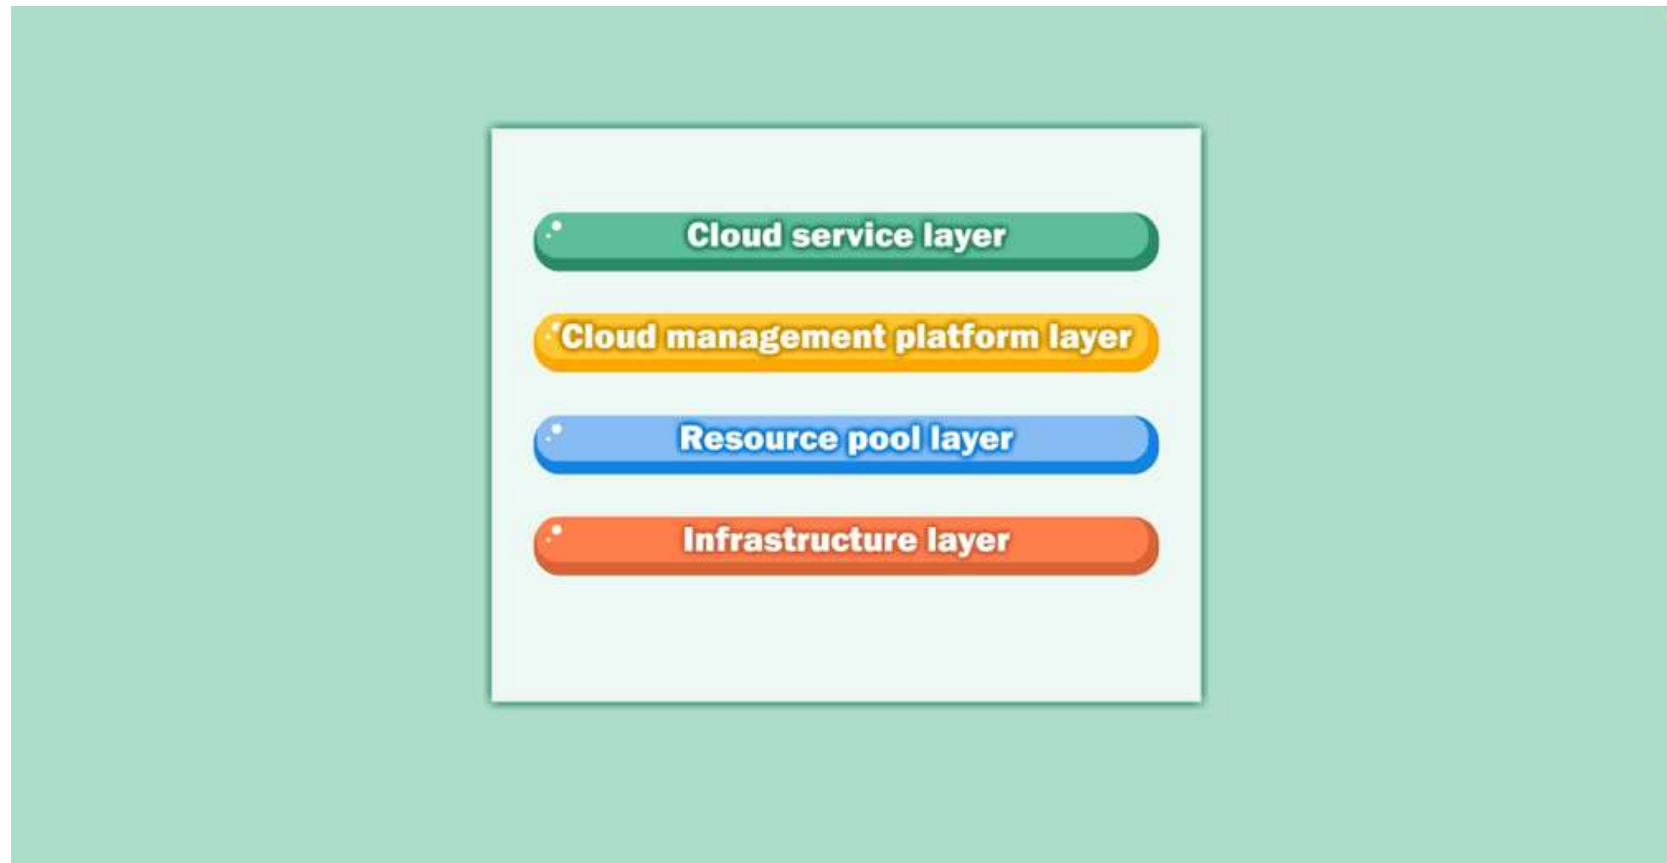 Cloud service layer
Cloud management platform layer
Resource pool layer
Infrastructure layer